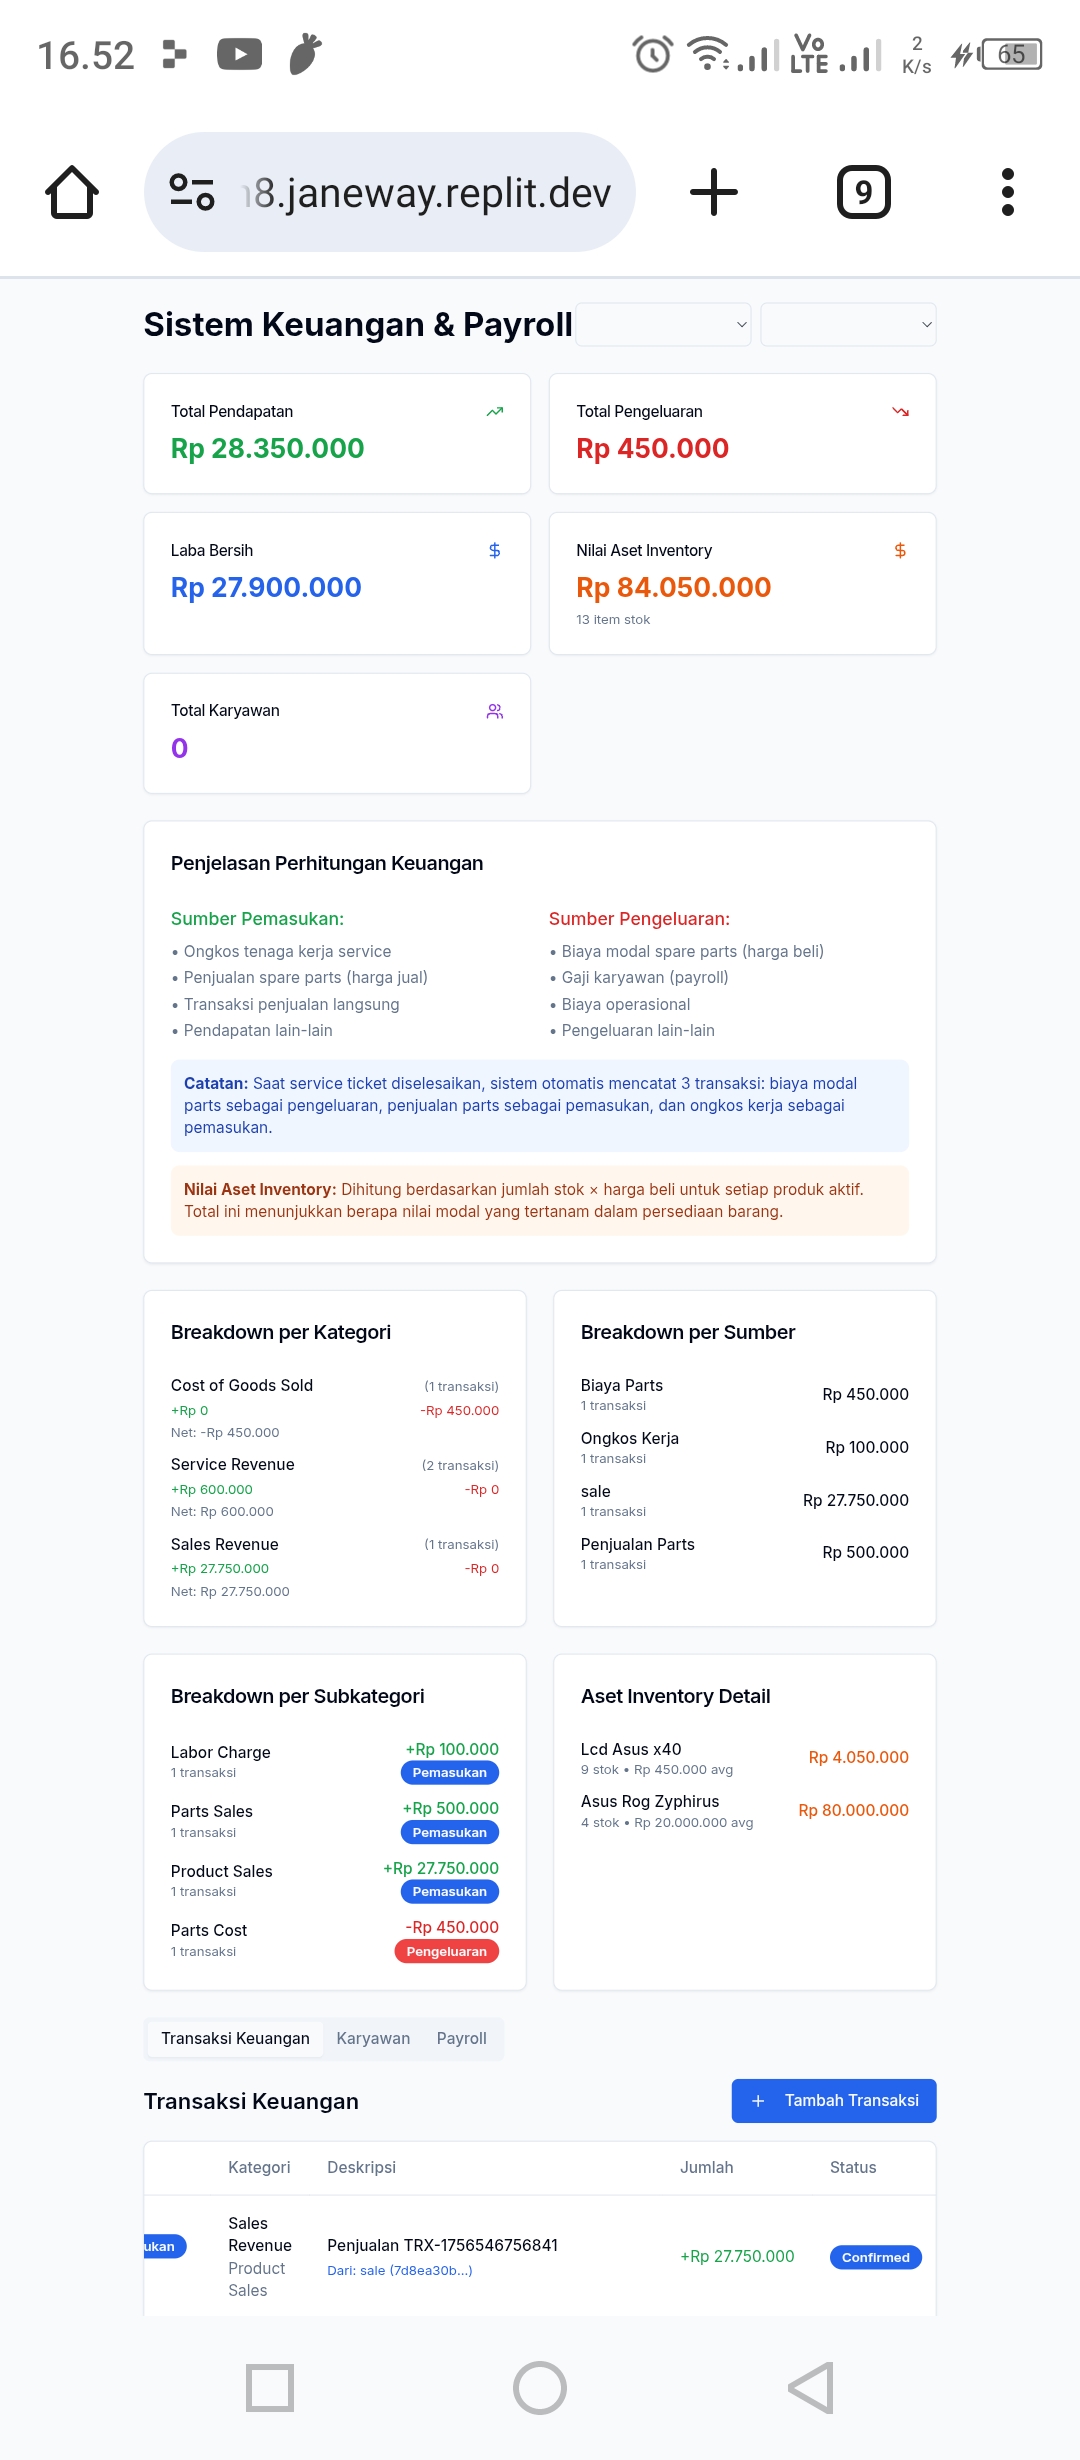 16.52
Vo
LTE
2
K/s
65
8.janeway.replit.dev
9
Sistem Keuangan & Payroll
Total Pendapatan
Rp 28.350.000
Total Pengeluaran
Rp 450.000
Laba Bersih
Rp 27.900.000
Nilai Aset Inventory
Rp 84.050.000
13 item stok
Total Karyawan
0
Penjelasan Perhitungan Keuangan
Sumber Pemasukan:
• Ongkos tenaga kerja service
• Penjualan spare parts (harga jual)
• Transaksi penjualan langsung
• Pendapatan lain-lain
Sumber Pengeluaran:
• Biaya modal spare parts (harga beli)
• Gaji karyawan (payroll)
• Biaya operasional
• Pengeluaran lain-lain
Catatan: Saat service ticket diselesaikan, sistem otomatis mencatat 3 transaksi: biaya modal
parts sebagai pengeluaran, penjualan parts sebagai pemasukan, dan ongkos kerja sebagai
pemasukan.
Nilai Aset Inventory: Dihitung berdasarkan jumlah stok × harga beli untuk setiap produk aktif.
Total ini menunjukkan berapa nilai modal yang tertanam dalam persediaan barang.
Breakdown per Kategori
Cost of Goods Sold (1 transaksi)
+Rp 0 -Rp 450.000
Net: -Rp 450.000
Service Revenue (2 transaksi)
+Rp 600.000 -Rp 0
Net: Rp 600.000
Sales Revenue (1 transaksi)
+Rp 27.750.000 -Rp 0
Net: Rp 27.750.000
Breakdown per Sumber
Biaya Parts
1 transaksi
Rp 450.000
Ongkos Kerja
1 transaksi
Rp 100.000
sale
1 transaksi
Rp 27.750.000
Penjualan Parts
1 transaksi
Rp 500.000
Breakdown per Subkategori
Labor Charge
1 transaksi
+Rp 100.000
Pemasukan
Parts Sales
1 transaksi
+Rp 500.000
Pemasukan
Product Sales
1 transaksi
+Rp 27.750.000
Pemasukan
Parts Cost
1 transaksi
-Rp 450.000
Pengeluaran
Aset Inventory Detail
Lcd Asus x40
9 stok • Rp 450.000 avg
Rp 4.050.000
Asus Rog Zyphirus
4 stok • Rp 20.000.000 avg
Rp 80.000.000
Transaksi Keuangan Karyawan Payroll
Transaksi Keuangan
+ Tambah Transaksi
Kategori Deskripsi Jumlah Status
ukan
Sales
Revenue
Product
Sales
Penjualan TRX-1756546756841
Dari: sale (7d8ea30b...)
+Rp 27.750.000
Confirmed